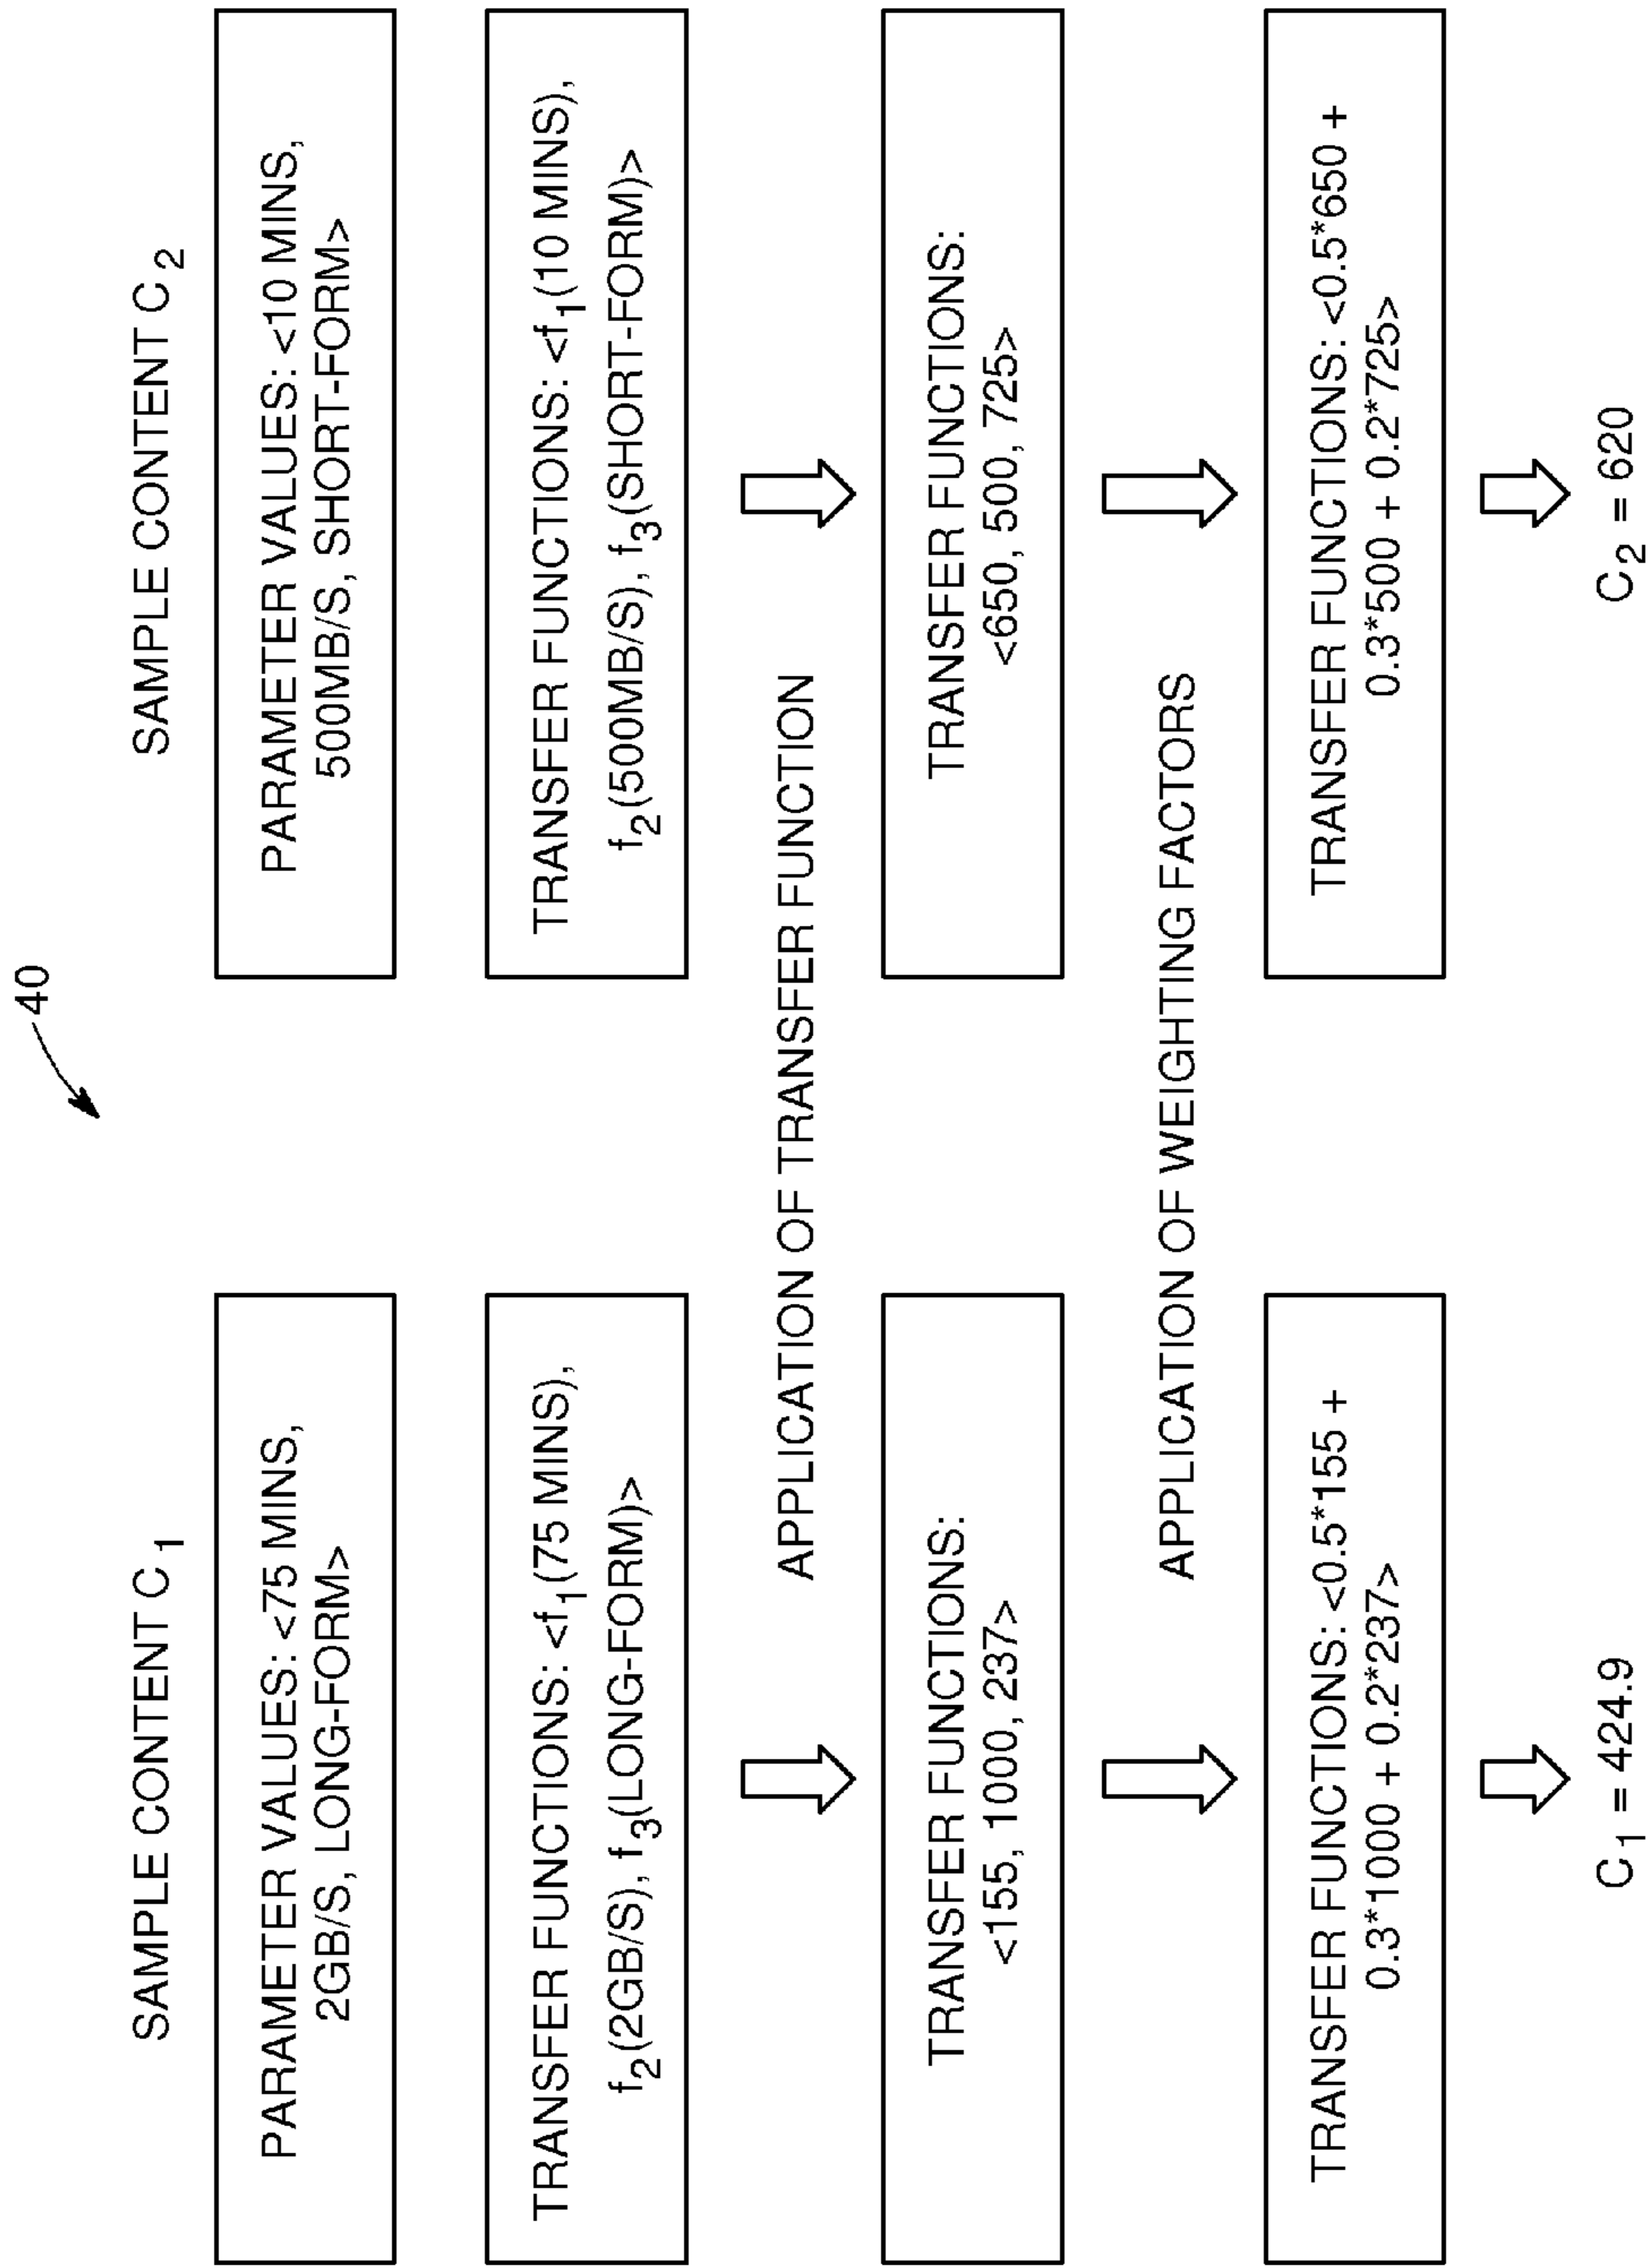 40
SAMPLE CONTENT C1
PARAMETER VALUES: <75 MINS,
2GB/S, LONG-FORM>
TRANSFER FUNCTIONS: <f1(75 MINS),
f2(2GB/S), f3(LONG-FORM)>
SAMPLE CONTENT C2
PARAMETER VALUES: <10 MINS,
500MB/S, SHORT-FORM>
TRANSFER FUNCTIONS: <f1(10 MINS),
f2(500MB/S), f3(SHORT-FORM)>
APPLICATION OF TRANSFER FUNCTION
TRANSFER FUNCTIONS:
<155, 1000, 237>
TRANSFER FUNCTIONS:
<650, 500, 725>
APPLICATION OF WEIGHTING FACTORS
TRANSFER FUNCTIONS: <0.5*155 +
0.3*1000 + 0.2*237>
TRANSFER FUNCTIONS: <0.5*650 +
0.3*500 + 0.2*725>
C1 = 424.9
C2 = 620